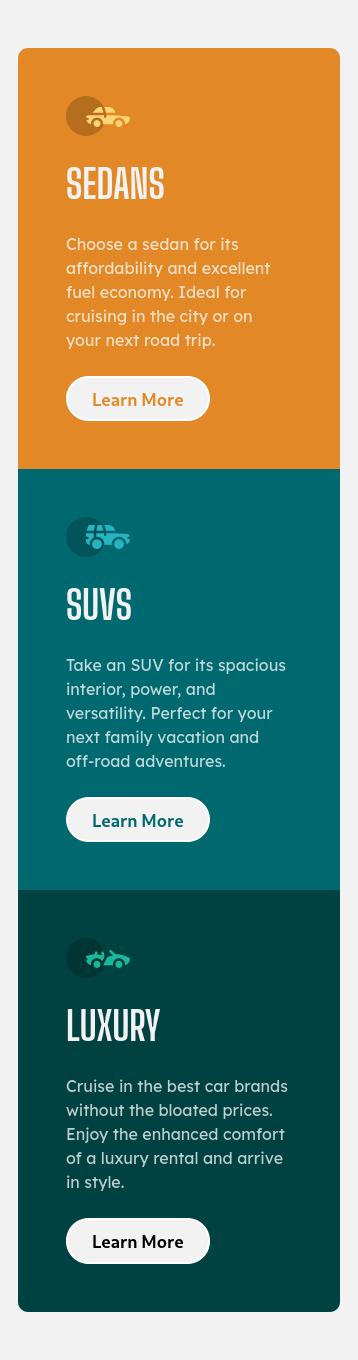 SEDANS
Choose a sedan for its
affordability and excellent
fuel economy. Ideal for
cruising in the city or on
your next road trip.
Learn More
SUVS
Take an SUV for its spacious
interior, power, and
versatility. Perfect for your
next family vacation and
off-road adventures.
Learn More
LUXURY
Cruise in the best car brands
without the bloated prices.
Enjoy the enhanced comfort
of a luxury rental and arrive
in style.
Learn More